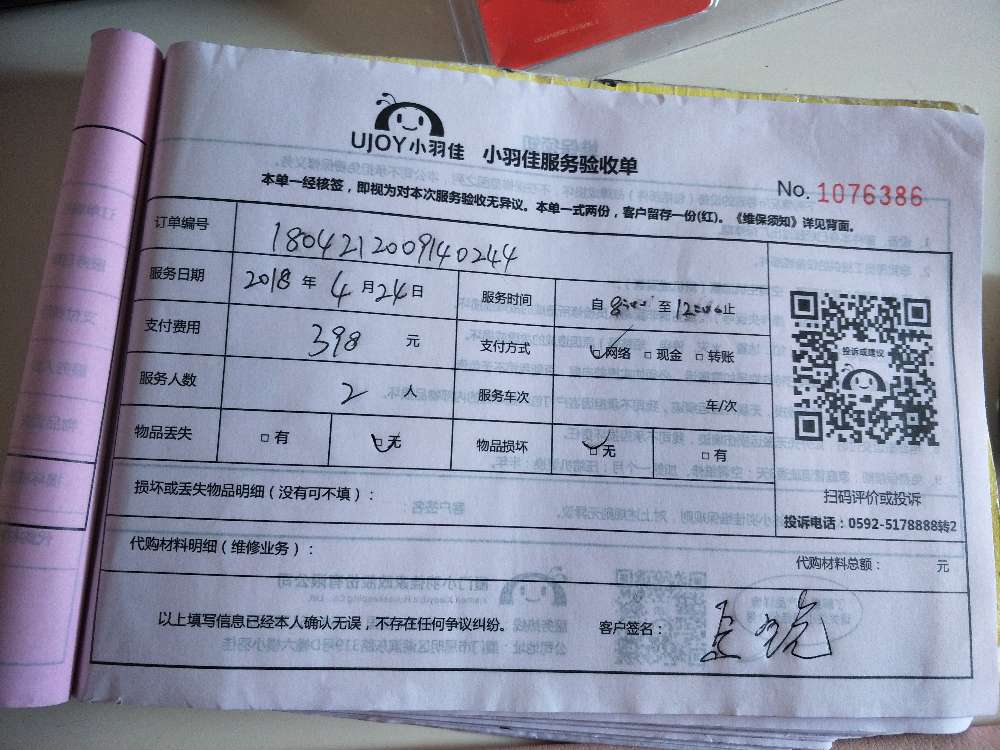 UJOY小羽佳 小羽佳服务验收单
No. 1076386
本单一经核签，即视为对本次服务验收无异议。本单一式两份，客户留存一份(红)。《维保须知》详见背面。
订单编号 180421200940244
服务日期 2018 年 4 月 24 日 服务时间 自 至 12:00 止
支付费用 398 元 支付方式 网络 □ 现金 □ 转账
服务人数 2 人 服务车次 车/次
物品丢失 □ 有 □ 无 物品损坏 □ 无 □ 有
投诉或建议
损坏或丢失物品明细（没有可不填）：
扫码评价或投诉
投诉电话：0592-5178888转2
代购材料明细（维修业务）：
代购材料总额： 元
以上填写信息已经本人确认无误，不存在任何争议纠纷。 客户签名：